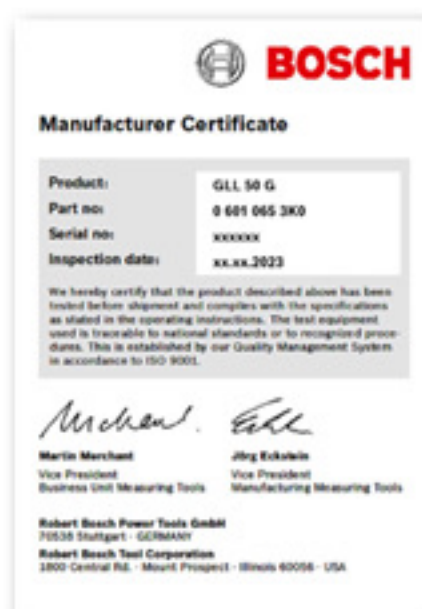 BOSCH
Manufacturer Certificate
Product: GLL 50 G
Part no: 0 601 065 3K0
Serial no: xxxxxx
Inspection date: xx.xx.2023
We hereby certify that the product described above has been
tested before shipment and complies with the specifications
as stated in the operating instructions. The test equipment
used is traceable to national standards or to recognized proce-
dures. This is established by our Quality Management System
in accordance to ISO 9001.
Martin Merchant Jörg Eckstein
Vice President Vice President
Business Unit Measuring Tools Manufacturing Measuring Tools
Robert Bosch Power Tools GmbH
70538 Stuttgart - GERMANY
Robert Bosch Tool Corporation
1800 Central Rd. - Mount Prospect - Illinois 60056 - USA